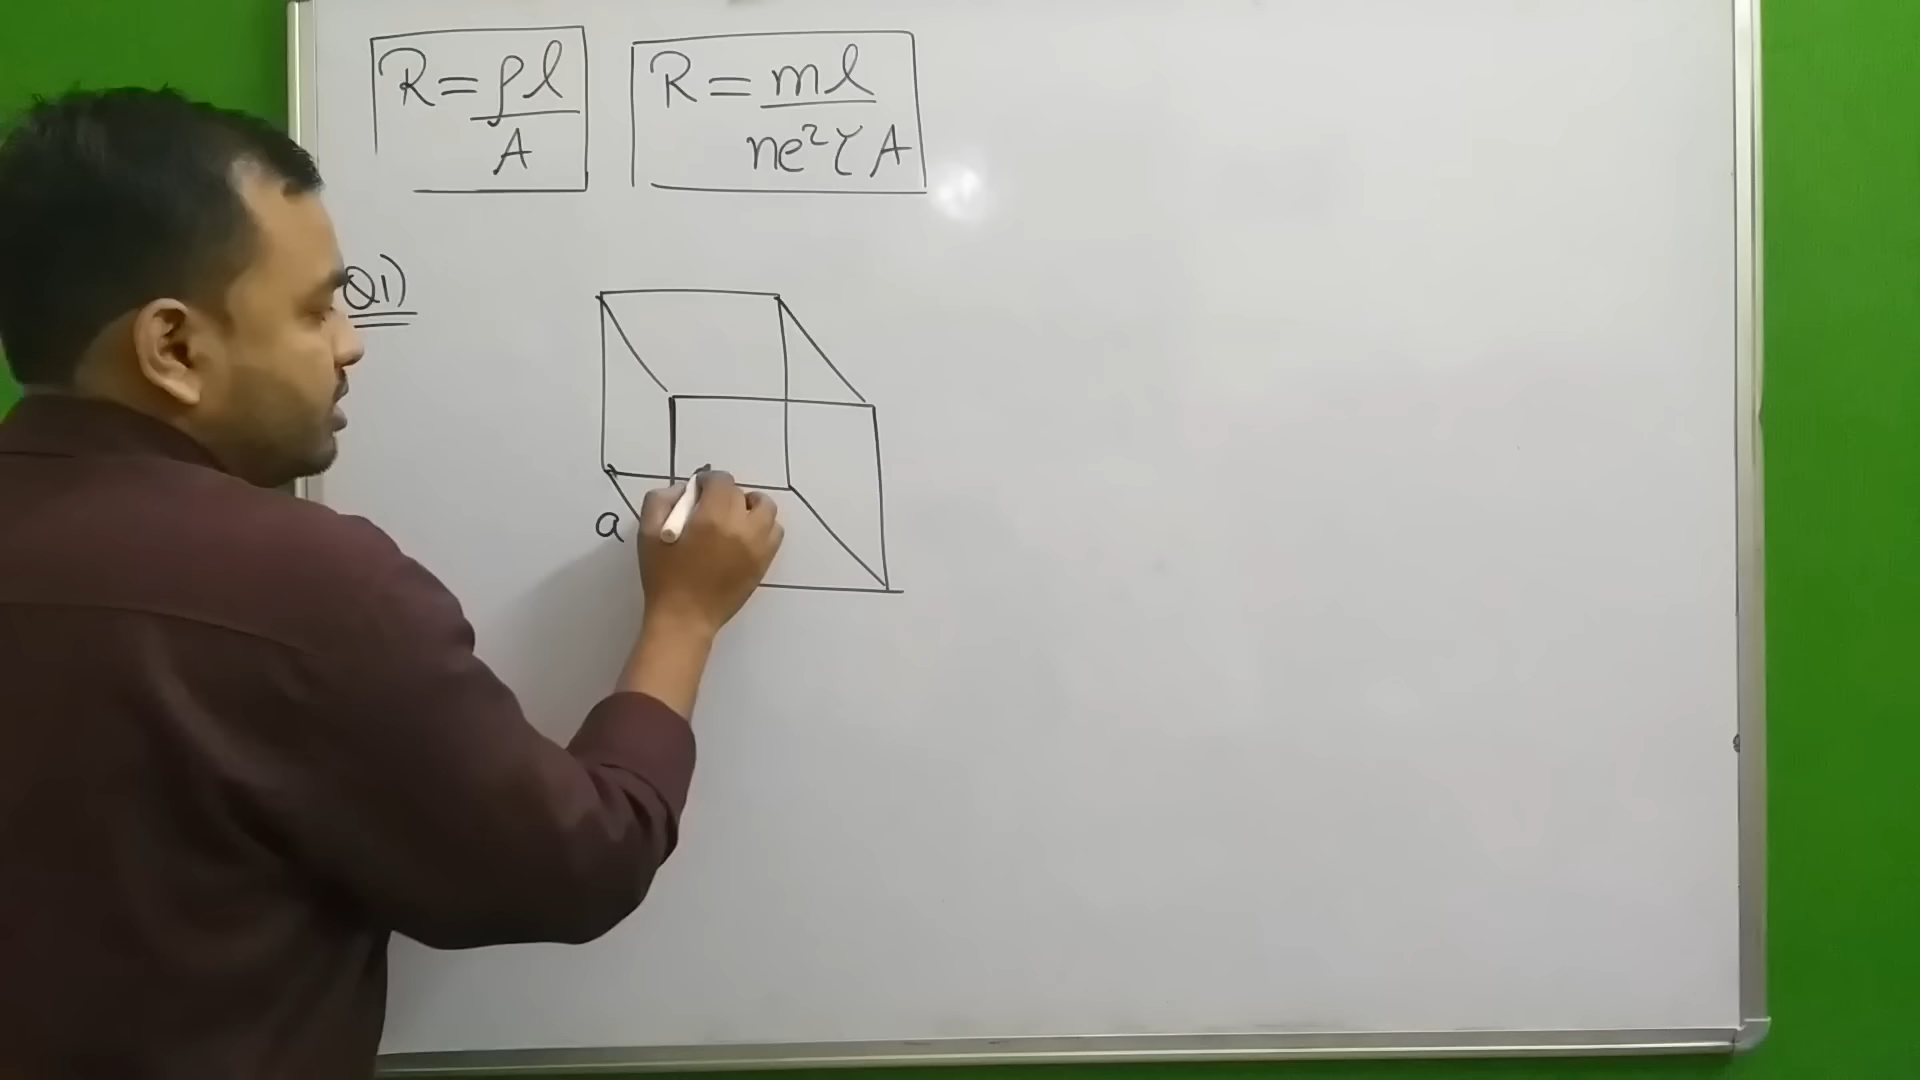 R = ρl/A
R = ml/ne²τA
Q1)
a